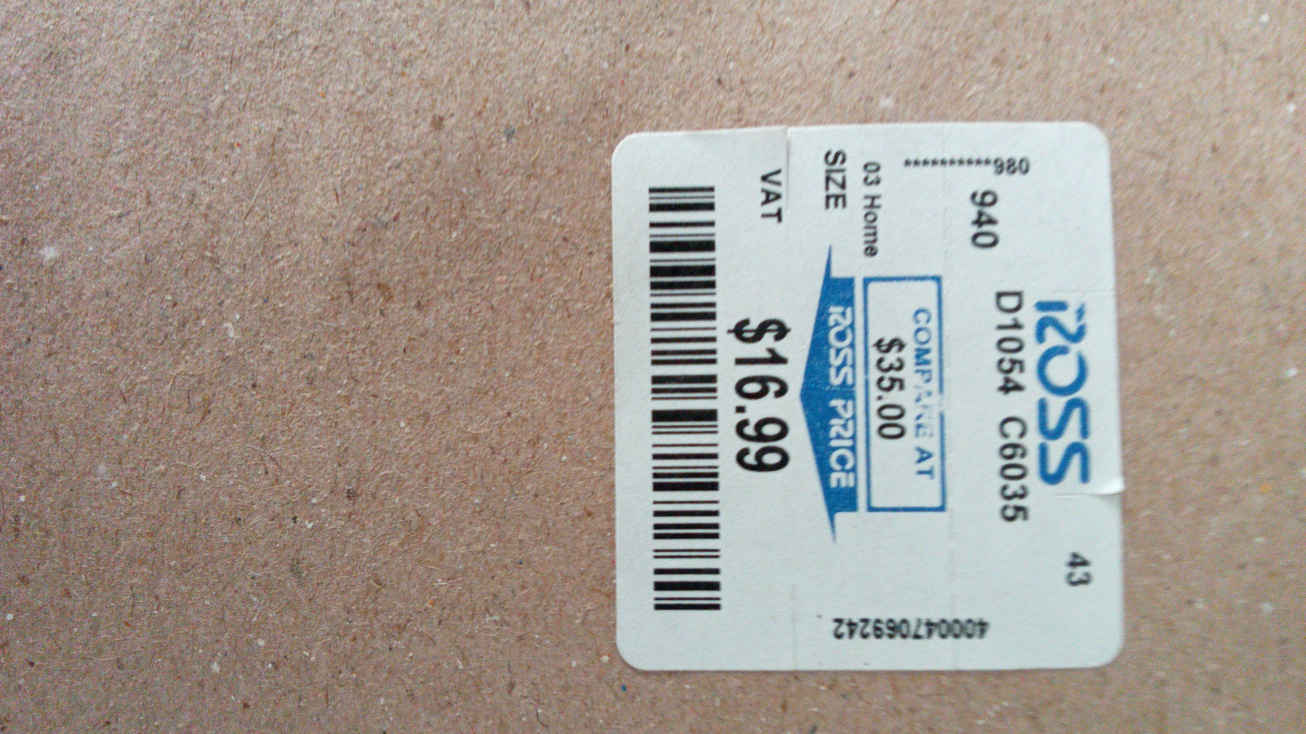 ROSS
43
D1054 C6035
940
**********980
COMPARE AT
$35.00
03 Home
ROSS PRICE
SIZE
$16.99
VAT
400047069242